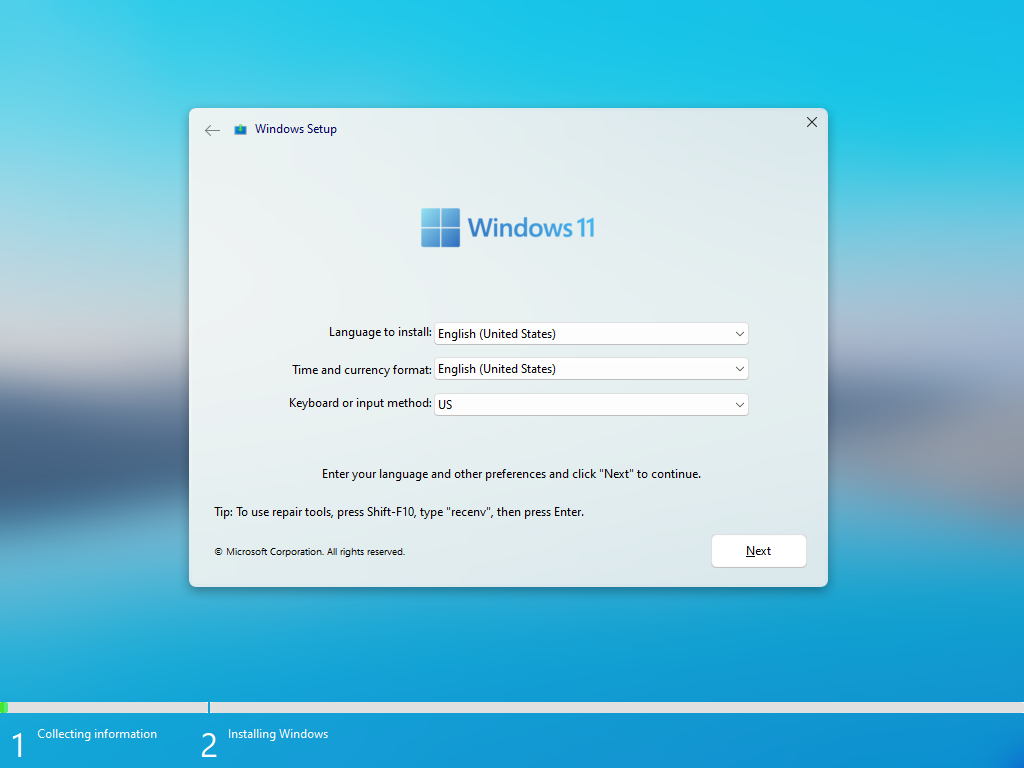 Windows Setup
Windows 11
Language to install: English (United States)
Time and currency format: English (United States)
Keyboard or input method: US
Enter your language and other preferences and click "Next" to continue.
Tip: To use repair tools, press Shift-F10, type "recenv", then press Enter.
© Microsoft Corporation. All rights reserved.
Next
1 Collecting information
2 Installing Windows